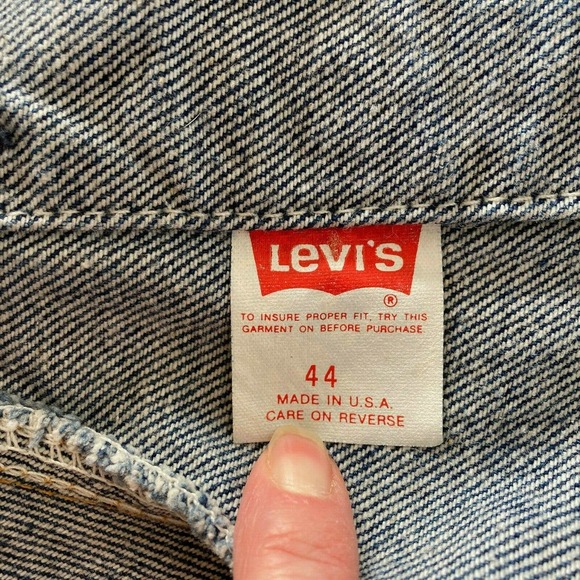 Levi's
®
TO INSURE PROPER FIT, TRY THIS
GARMENT ON BEFORE PURCHASE.
44
MADE IN U.S.A.
CARE ON REVERSE